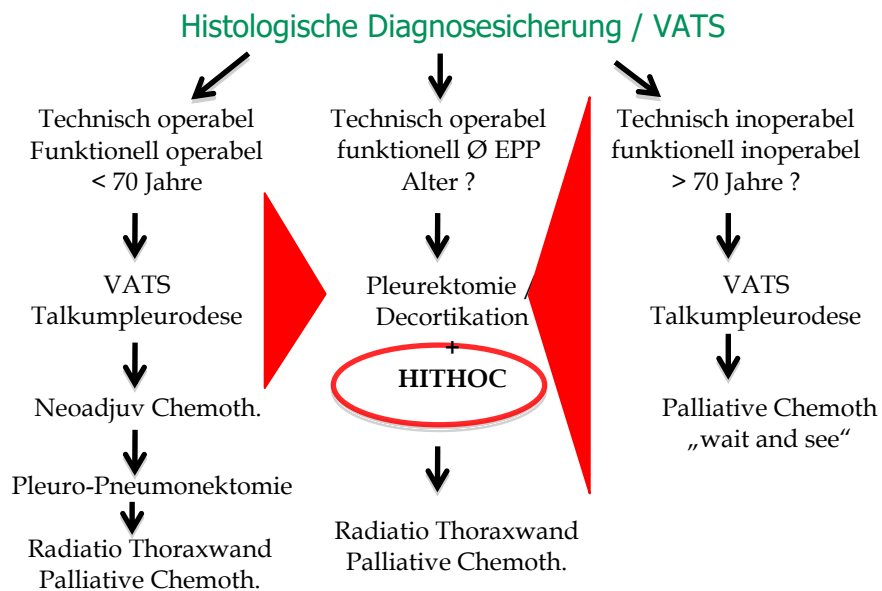 Histologische Diagnosesicherung / VATS
Technisch operabel
Funktionell operabel
< 70 Jahre
VATS
Talkumpleurodese
Neoadjuv Chemoth.
Pleuro-Pneumonektomie
Radiatio Thoraxwand
Palliative Chemoth.
Technisch operabel
funktionell Ø EPP
Alter ?
Pleurektomie /
Decortikation
+
HITHOC
Radiatio Thoraxwand
Palliative Chemoth.
Technisch inoperabel
funktionell inoperabel
> 70 Jahre ?
VATS
Talkumpleurodese
Palliative Chemoth
„wait and see“